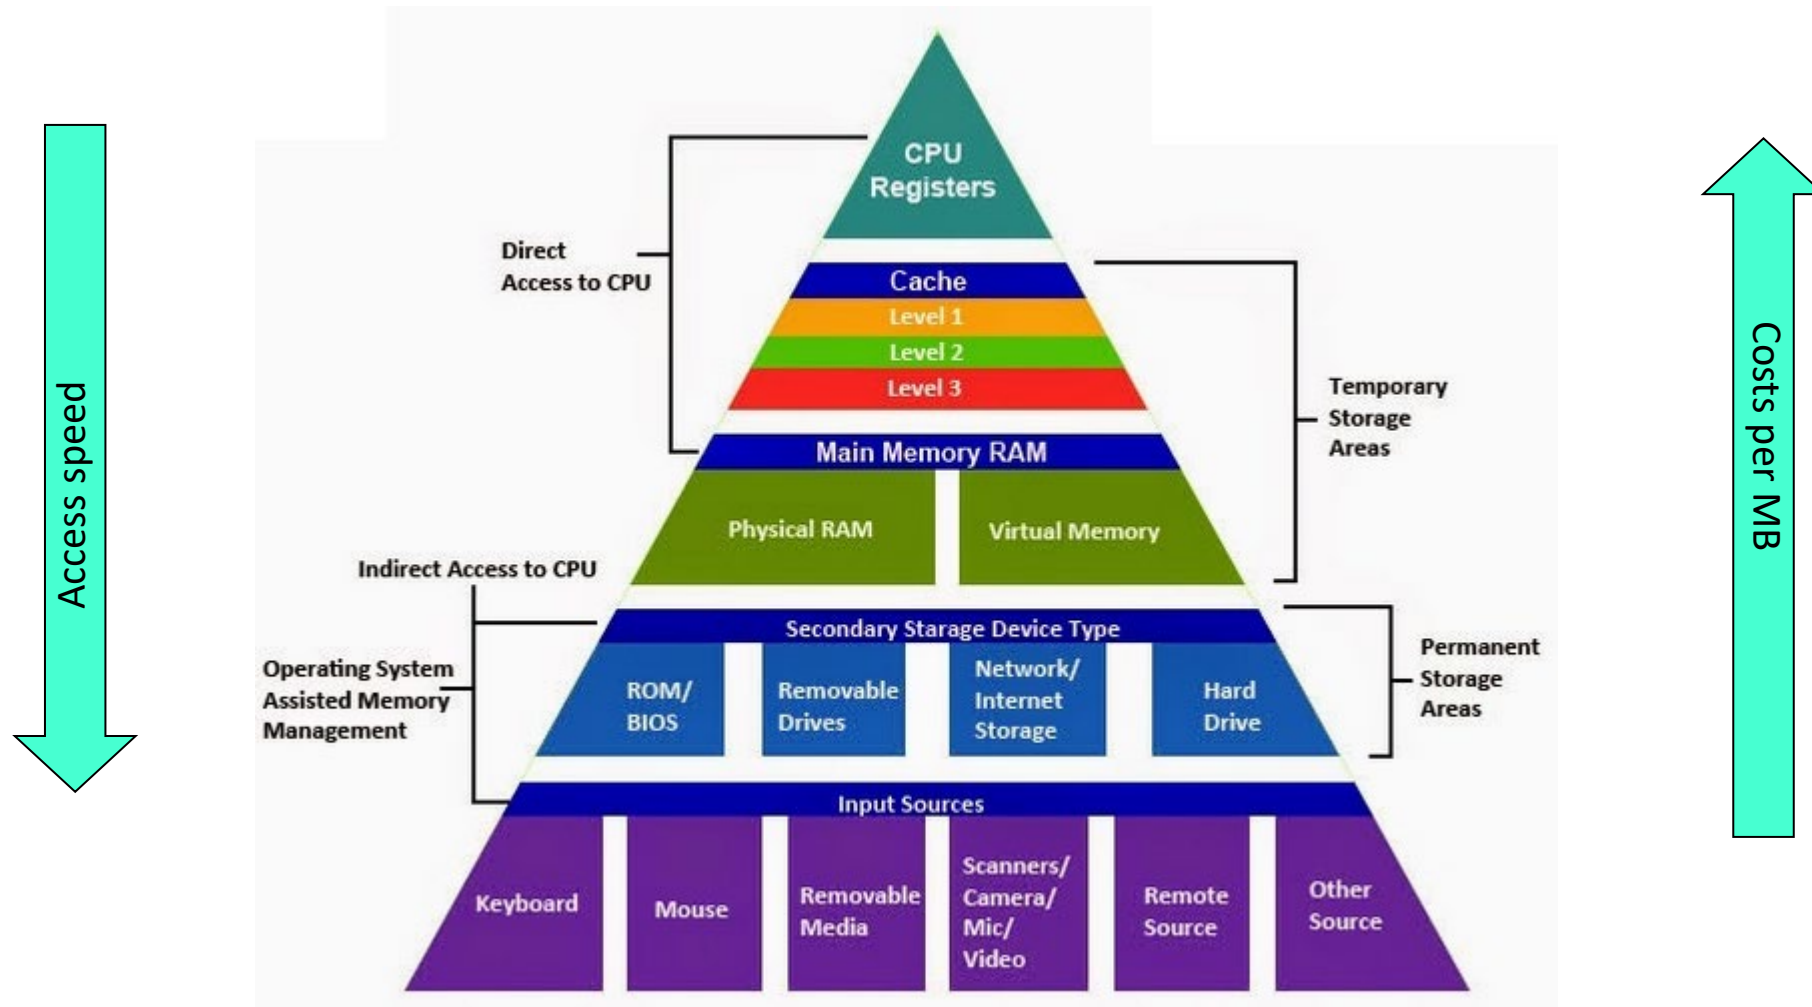 CPU
Registers
Direct
Access to CPU
Cache
Level 1
Level 2
Level 3
Temporary
Storage
Areas
Main Memory RAM
Physical RAM
Virtual Memory
Access speed
Costs per MB
Indirect Access to CPU
Operating System
Assisted Memory
Management
Secondary Starage Device Type
ROM/
BIOS
Removable
Drives
Network/
Internet
Storage
Hard
Drive
Permanent
Storage
Areas
Input Sources
Keyboard
Mouse
Removable
Media
Scanners/
Camera/
Mic/
Video
Remote
Source
Other
Source